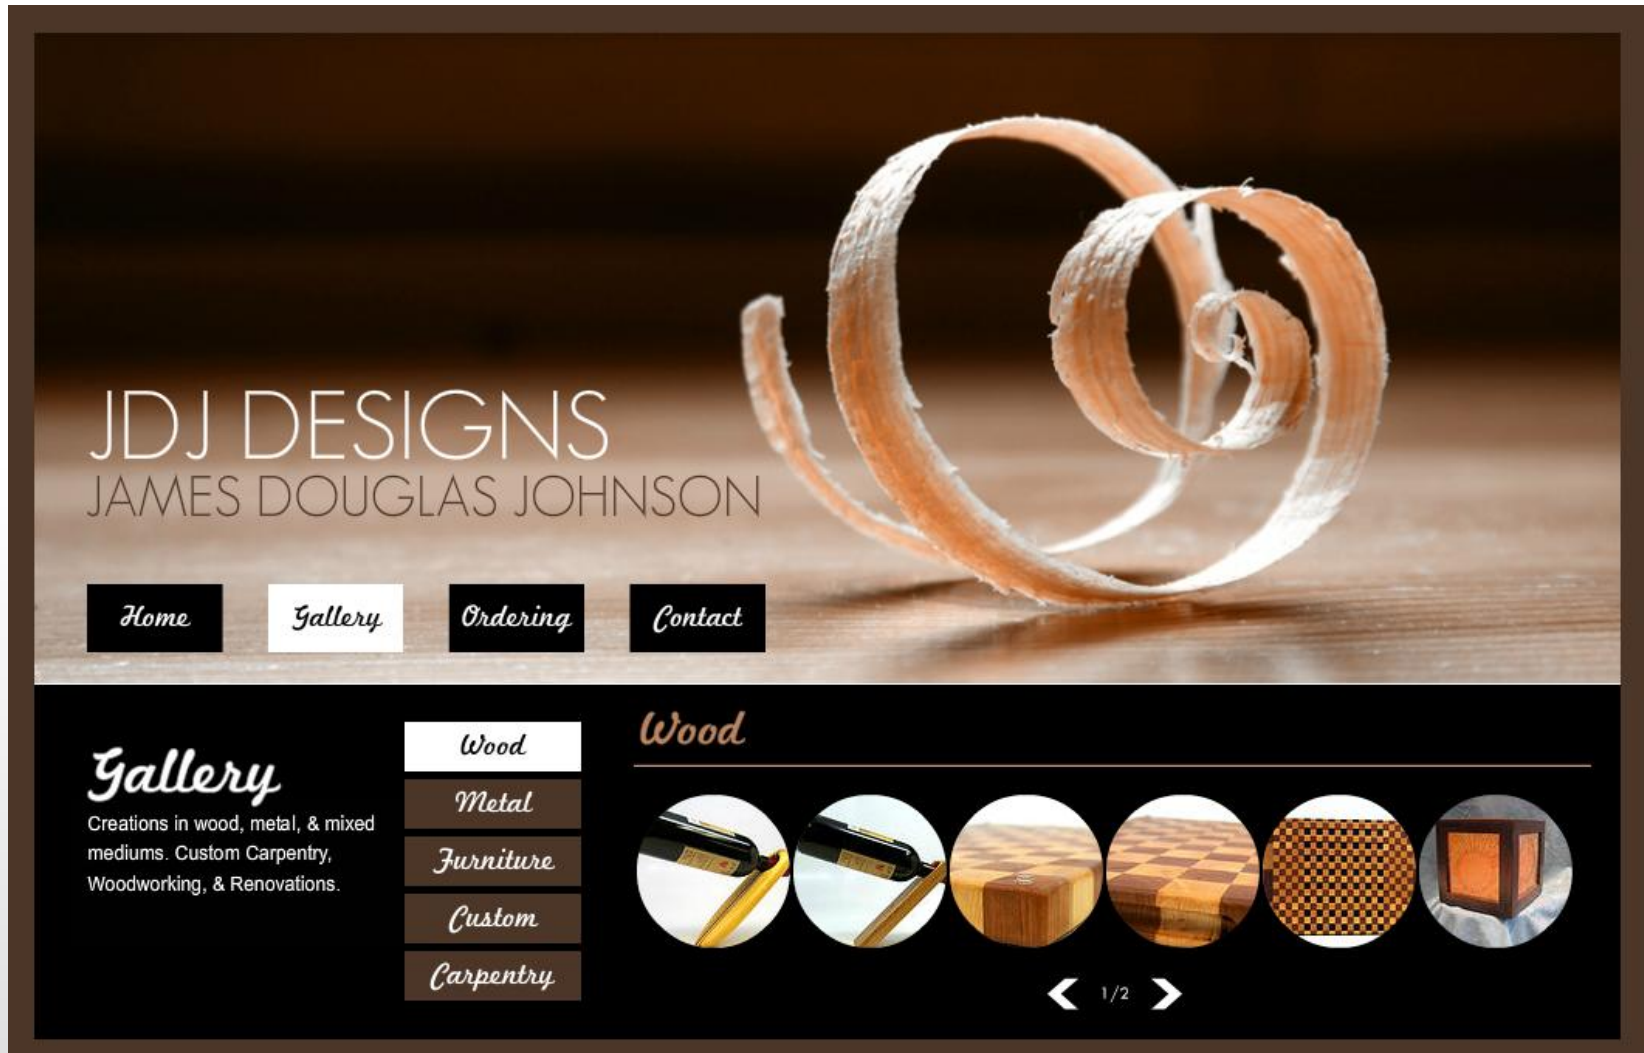 JDJ DESIGNS
JAMES DOUGLAS JOHNSON
Home
Gallery
Ordering
Contact
Gallery
Creations in wood, metal, & mixed
mediums. Custom Carpentry,
Woodworking, & Renovations.
Wood
Metal
Furniture
Custom
Carpentry
Wood
1/2